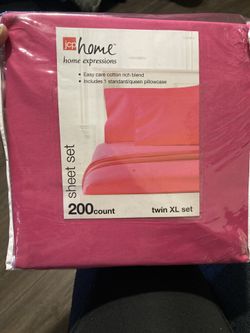 jcp home™
home expressions
• Easy care cotton rich blend
• Includes 1 standard/queen pillowcase
sheet set
200 count
twin XL set